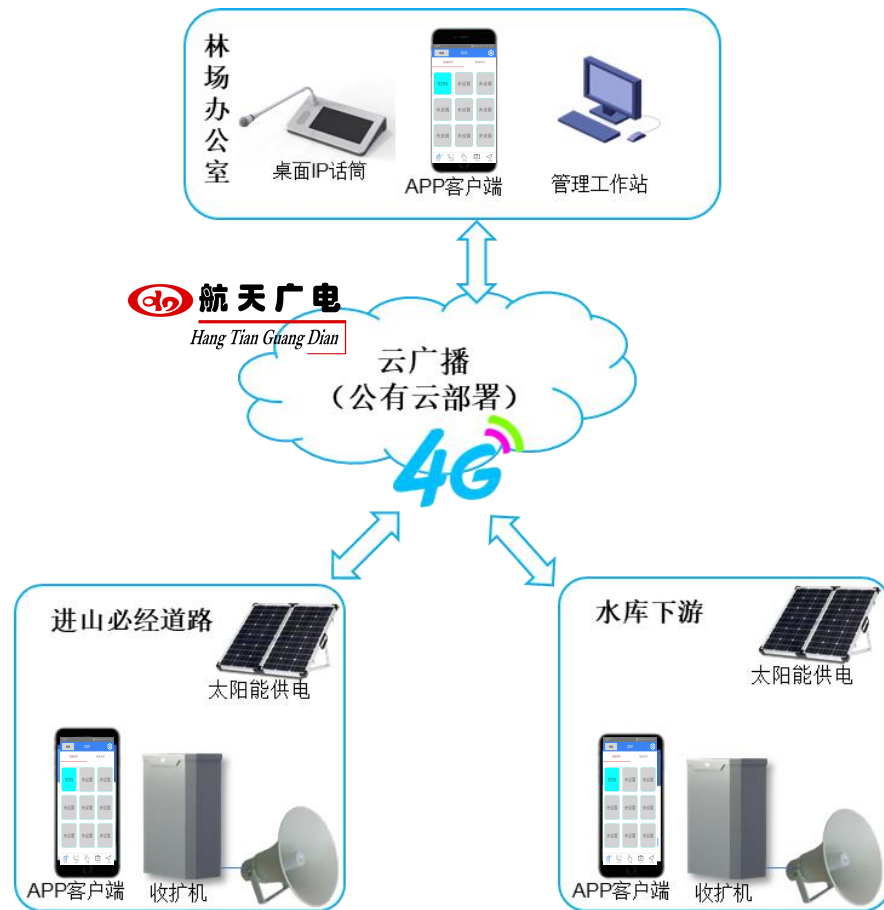 林场办公室
桌面IP话筒
APP客户端
管理工作站
航天广电
Hang Tian Guang Dian
云广播
（公有云部署）
4G
进山必经道路
太阳能供电
APP客户端
收扩机
水库下游
太阳能供电
APP客户端
收扩机